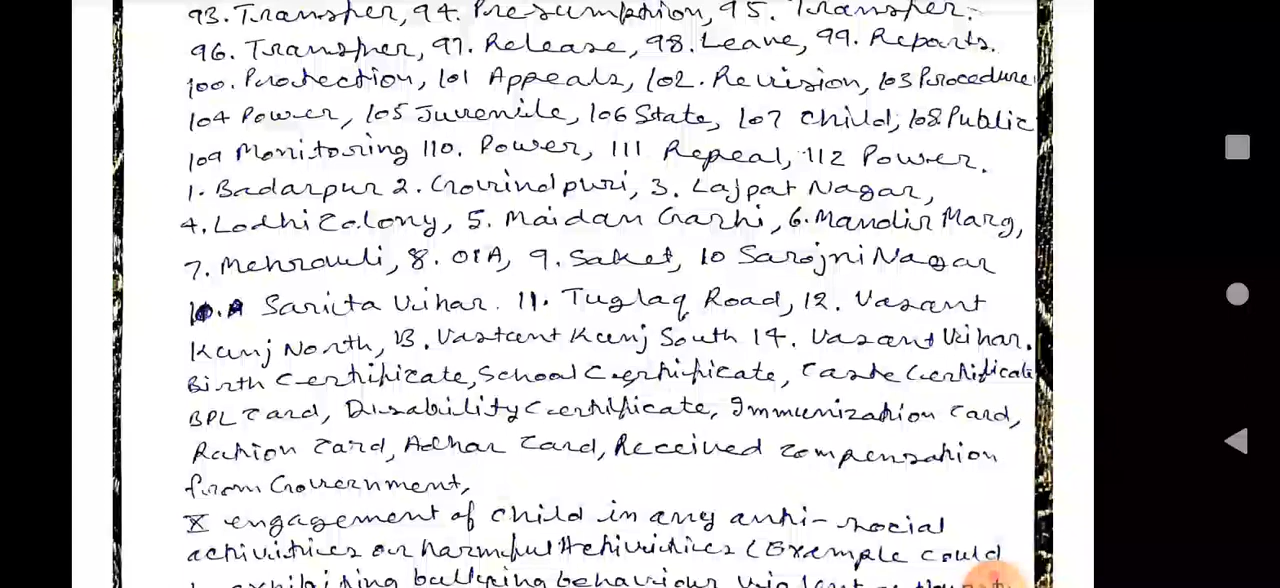 93. Transfer, 94. Presumption, 95. Transfer.
96. Transfer, 97. Release, 98. Leave, 99. Reports.
100. Protection, 101 Appeals, 102. Revision, 103 Procedure
104 Power, 105 Juvenile, 106 State, 107 Child, 108 Public
109 Monitoring 110. Power, 111 Repeal, 112 Power.
1. Badarpur 2. Govindpuri, 3. Lajpat Nagar,
4. Lodhi Colony, 5. Maidan Garhi, 6. Mandir Marg,
7. Mehrauli, 8. OIA, 9. Saket, 10 Sarojni Nagar
10.A Sarita Vihar. 11. Tuglaq Road, 12. Vasant
Kunj North, 13. Vastant Kunj South 14. Vasant Vihar.
Birth Certificate, School Certificate, Caste Certificate
BPL Card, Disability Certificate, Immunization Card,
Ration Card, Adhar Card, Received Compensation
from Government,
X engagement of child in any anti-social
activities or harmful Activities (Example could
exhibiting bullying behaviour